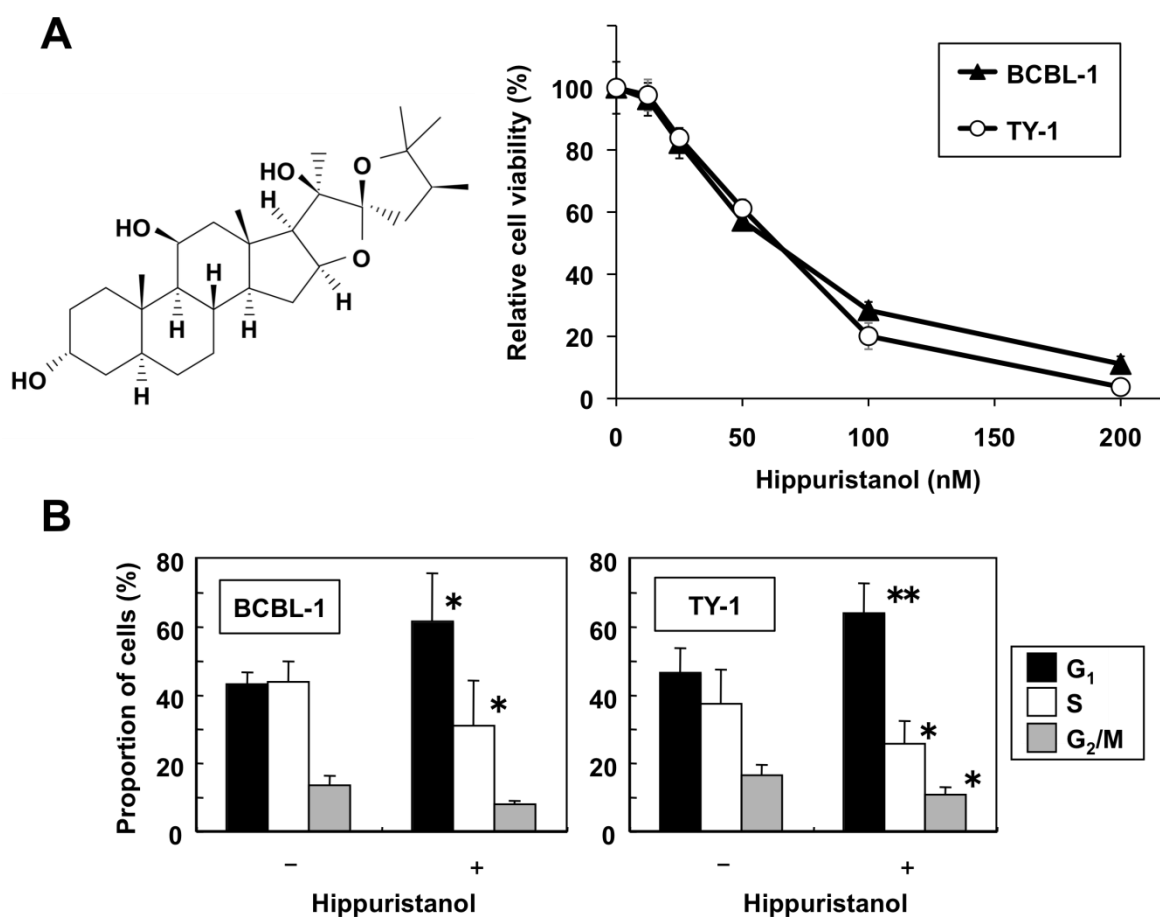 A
HO
HO
HO
H
H
H
H
H
H
O
O
Relative cell viability (%)
100
80
60
40
20
0
0 50 100 150 200
Hippuristanol (nM)
BCBL-1
TY-1
B
Proportion of cells (%)
80
60
40
20
0
BCBL-1
*
*
− +
Hippuristanol
80
60
40
20
0
TY-1
**
*
*
− +
Hippuristanol
G₁
S
G₂/M